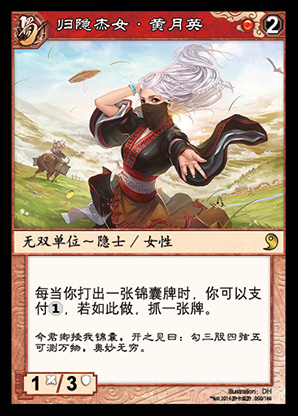 归隐杰女·黄月英 2
无双单位~隐士/女性
每当你打出一张锦囊牌时,你可以支
付1,若如此做,抓一张牌。
今君卿授我锦囊,开之见曰:勾三股四弦五
可测万物。奥妙无穷。
1/3
Illustration: DH